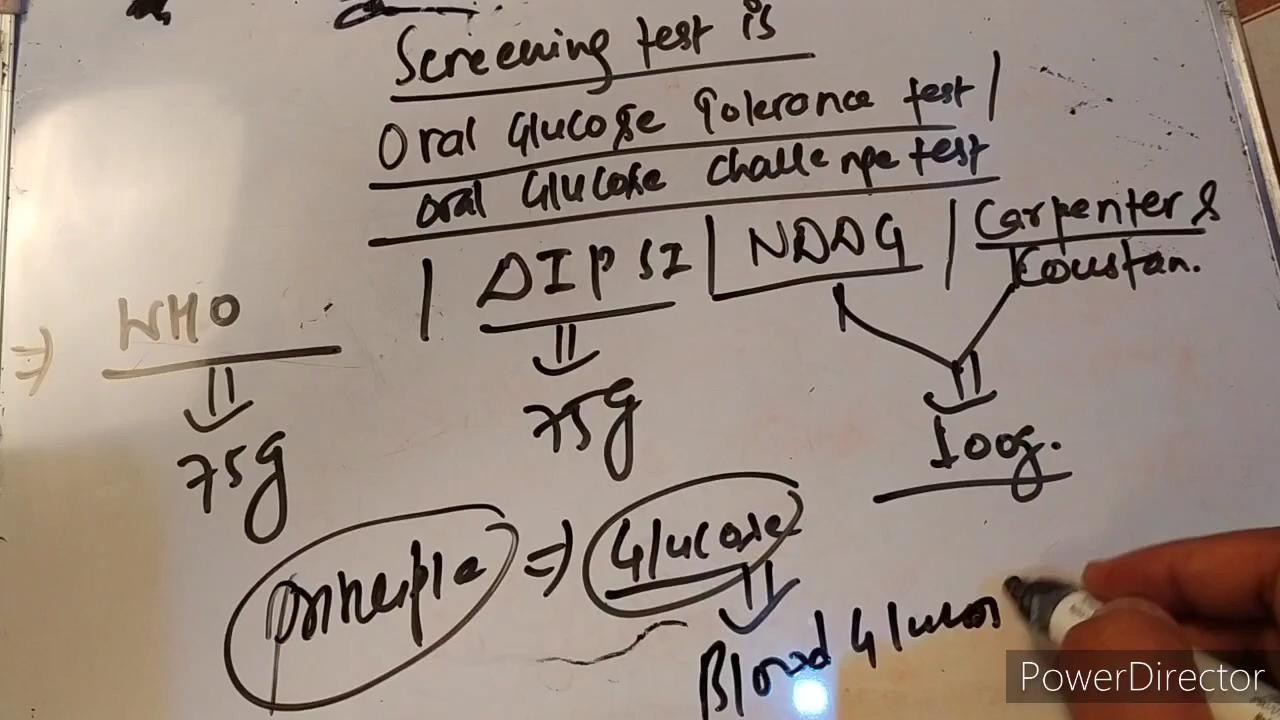 Screening test is
Oral Glucose Tolerance test /
oral Glucose challenge test
=> WHO | DIPSI | NDDG | Carpenter &
Coustan.
75g 75g 100g.
principle => Glucose
Blood Glucos
PowerDirector